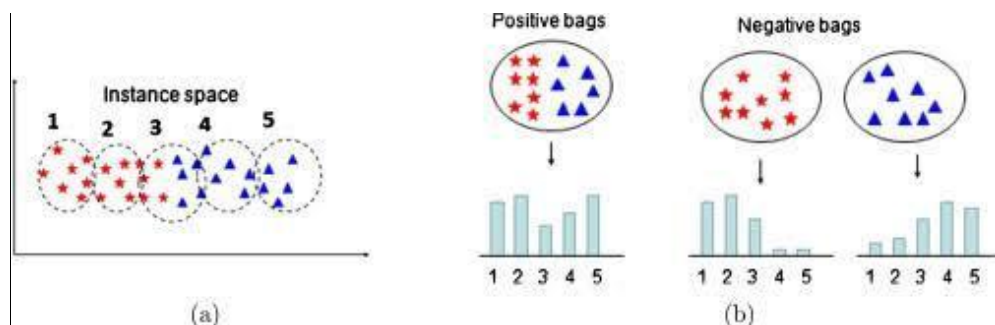 Instance space
1 2 3 4 5
(a)
Positive bags
Negative bags
1 2 3 4 5
1 2 3 4 5
1 2 3 4 5
(b)